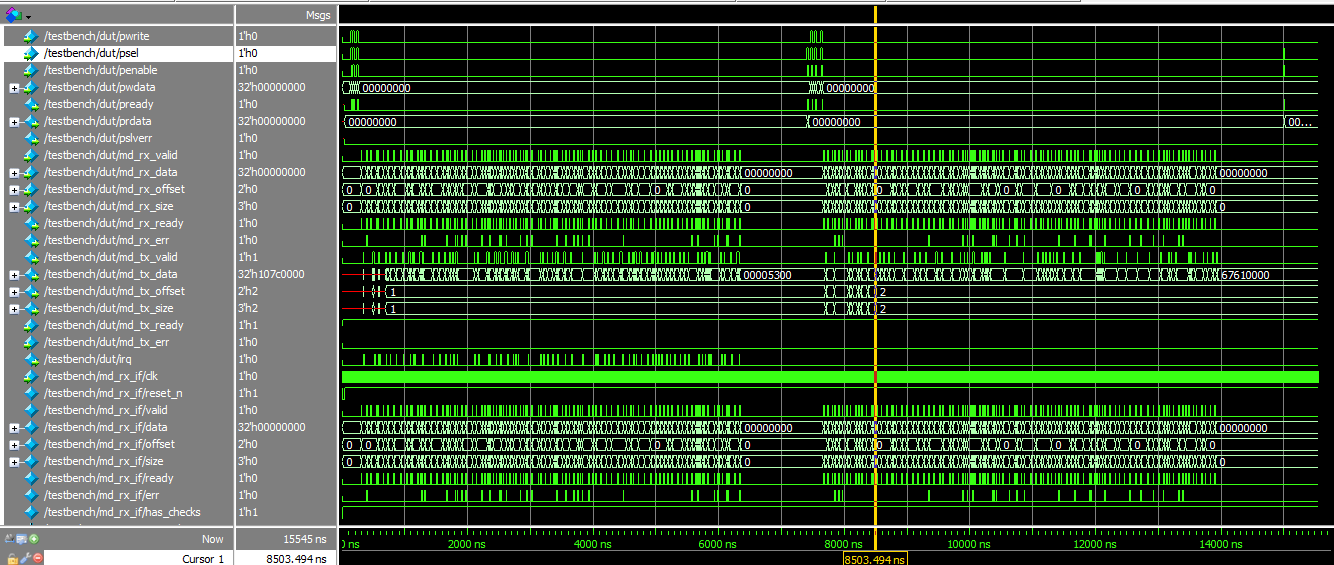 Msgs
/testbench/dut/pwrite 1'h0
/testbench/dut/psel 1'h0
/testbench/dut/penable 1'h0
/testbench/dut/pwdata 32'h00000000 00000000 00000000
/testbench/dut/pready 1'h0
/testbench/dut/prdata 32'h00000000 00000000 00000000 00...
/testbench/dut/pslverr 1'h0
/testbench/dut/md_rx_valid 1'h0
/testbench/dut/md_rx_data 32'h00000000 00000000 00000000
/testbench/dut/md_rx_offset 2'h0 0 0 0 0 0 0 0 0 0
/testbench/dut/md_rx_size 3'h0 0 0 0
/testbench/dut/md_rx_ready 1'h0
/testbench/dut/md_rx_err 1'h0
/testbench/dut/md_tx_valid 1'h1
/testbench/dut/md_tx_data 32'h107c0000 00005300 67610000
/testbench/dut/md_tx_offset 2'h2 1 2
/testbench/dut/md_tx_size 3'h2 1 2
/testbench/dut/md_tx_ready 1'h1
/testbench/dut/md_tx_err 1'h0
/testbench/dut/irq 1'h0
/testbench/md_rx_if/clk 1'h0
/testbench/md_rx_if/reset_n 1'h1
/testbench/md_rx_if/valid 1'h0
/testbench/md_rx_if/data 32'h00000000 00000000 00000000
/testbench/md_rx_if/offset 2'h0 0 0 0 0 0 0 0 0 0
/testbench/md_rx_if/size 3'h0 0 0 0
/testbench/md_rx_if/ready 1'h0
/testbench/md_rx_if/err 1'h0
/testbench/md_rx_if/has_checks 1'h1
Now 15545 ns 0 ns 2000 ns 4000 ns 6000 ns 8000 ns 10000 ns 12000 ns 14000 ns
Cursor 1 8503.494 ns 8503.494 ns